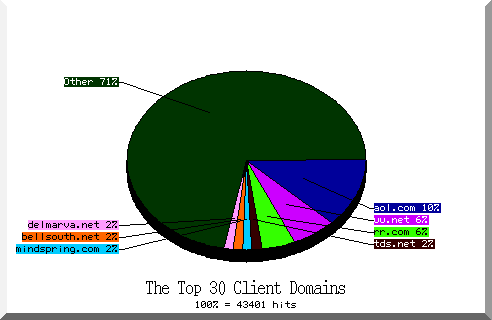 Other 71%
aol.com 10%
uu.net 6%
rr.com 6%
tds.net 2%
delmarva.net 2%
bellsouth.net 2%
mindspring.com 2%
The Top 30 Client Domains
100% = 43401 hits